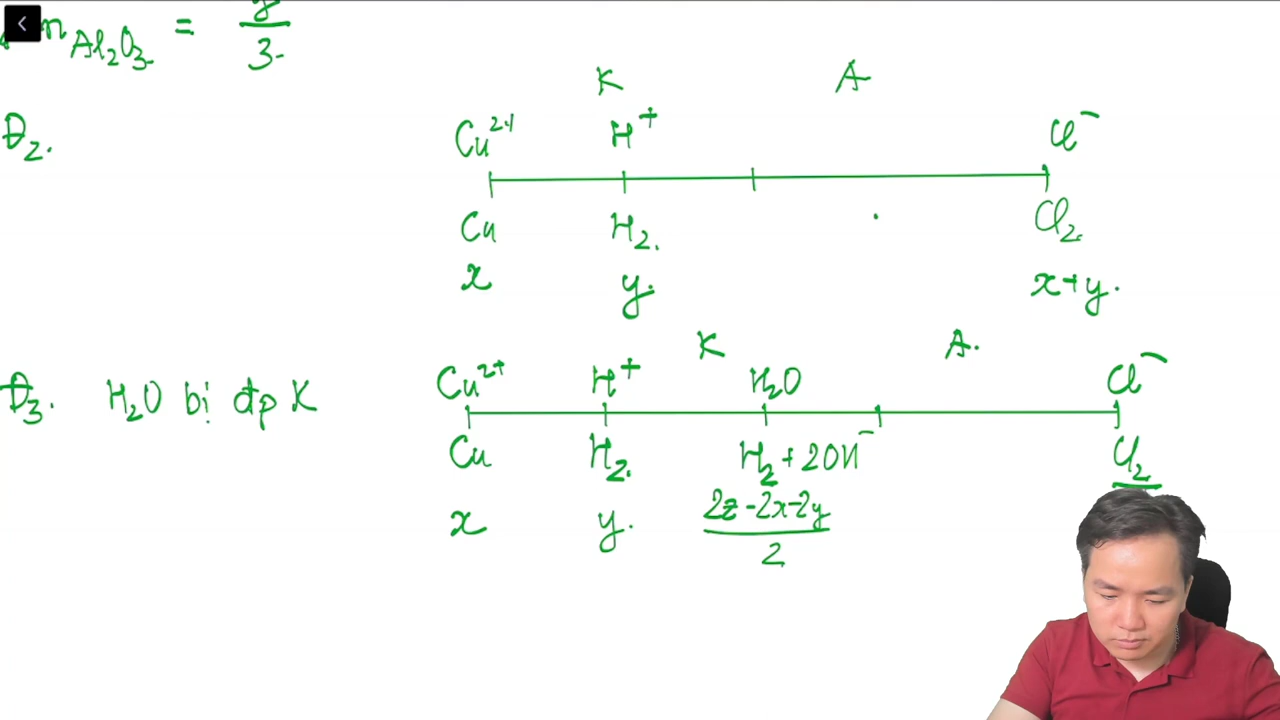 n Al₂O₃ = y/3
K A
Đ₂. Cu²⁺ H⁺ Cl⁻
Cu H₂. Cl₂.
x y. x+y.
K A.
Đ₃. H₂O bị đp K Cu²⁺ H⁺ H₂O Cl⁻
Cu H₂. H₂ + 2OH⁻ Cl₂
x y. (2z-2x-2y)/2